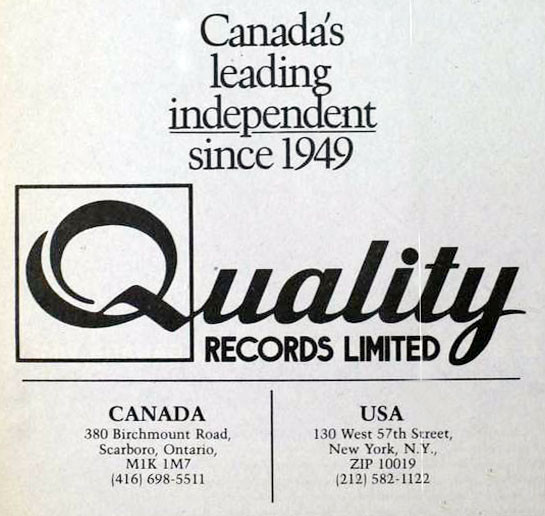 Canada's
leading
independent
since 1949
Quality
RECORDS LIMITED
CANADA
380 Birchmount Road,
Scarboro, Ontario,
M1K 1M7
(416) 698-5511
USA
130 West 57th Street,
New York, N.Y.,
ZIP 10019
(212) 582-1122